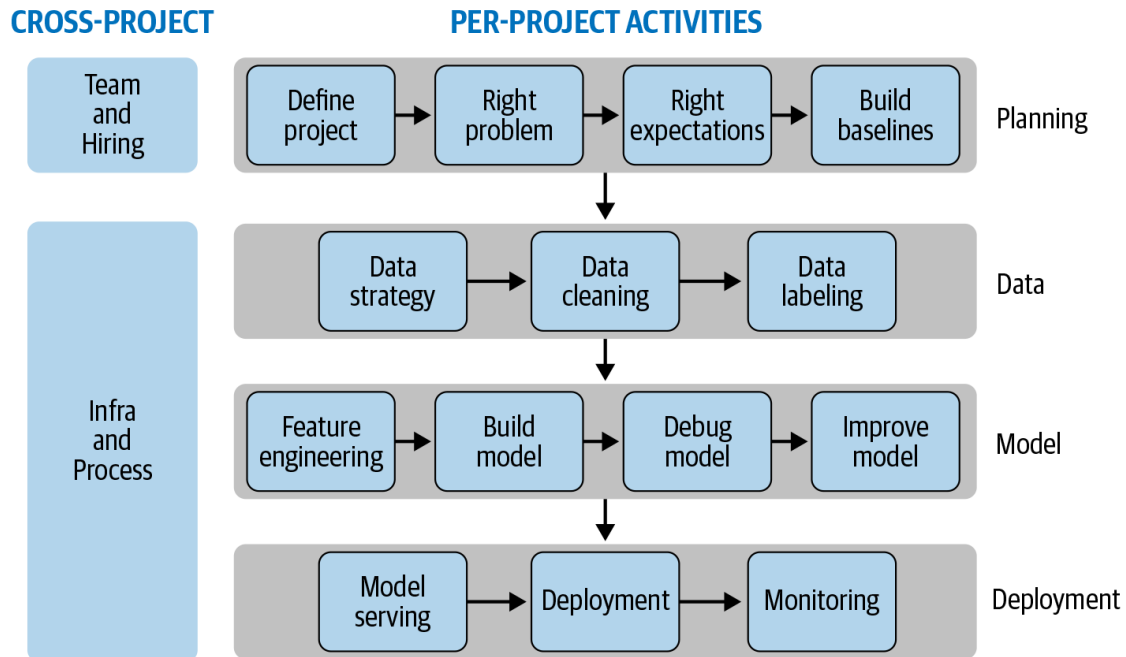 CROSS-PROJECT
PER-PROJECT ACTIVITIES
Team
and
Hiring
Define
project
Right
problem
Right
expectations
Build
baselines
Planning
Infra
and
Process
Data
strategy
Data
cleaning
Data
labeling
Data
Feature
engineering
Build
model
Debug
model
Improve
model
Model
Model
serving
Deployment
Monitoring
Deployment